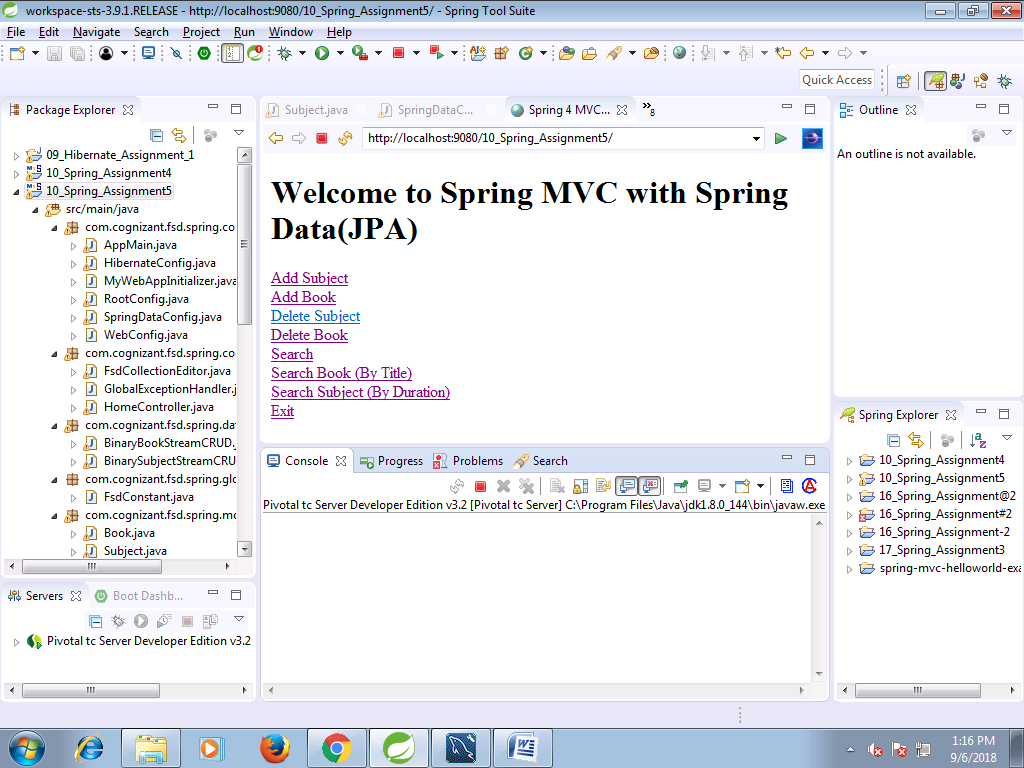 workspace-sts-3.9.1.RELEASE - http://localhost:9080/10_Spring_Assignment5/ - Spring Tool Suite
File Edit Navigate Search Project Run Window Help
Quick Access
Package Explorer
09_Hibernate_Assignment_1
10_Spring_Assignment4
10_Spring_Assignment5
src/main/java
com.cognizant.fsd.spring.co
AppMain.java
HibernateConfig.java
MyWebAppInitializer.java
RootConfig.java
SpringDataConfig.java
WebConfig.java
com.cognizant.fsd.spring.co
FsdCollectionEditor.java
GlobalExceptionHandler.j
HomeController.java
com.cognizant.fsd.spring.da
BinaryBookStreamCRUD.
BinarySubjectStreamCRU
com.cognizant.fsd.spring.glo
FsdConstant.java
com.cognizant.fsd.spring.mo
Book.java
Subject.java
Servers Boot Dashb...
Pivotal tc Server Developer Edition v3.2
Subject.java SpringDataC... Spring 4 MVC... »8
http://localhost:9080/10_Spring_Assignment5/
Welcome to Spring MVC with Spring
Data(JPA)
Add Subject
Add Book
Delete Subject
Delete Book
Search
Search Book (By Title)
Search Subject (By Duration)
Exit
Console Progress Problems Search
Pivotal tc Server Developer Edition v3.2 [Pivotal tc Server] C:\Program Files\Java\jdk1.8.0_144\bin\javaw.exe
Outline
An outline is not available.
Spring Explorer
10_Spring_Assignment4
10_Spring_Assignment5
16_Spring_Assignment@2
16_Spring_Assignment#2
16_Spring_Assignment-2
17_Spring_Assignment3
spring-mvc-helloworld-exa
1:16 PM
9/6/2018